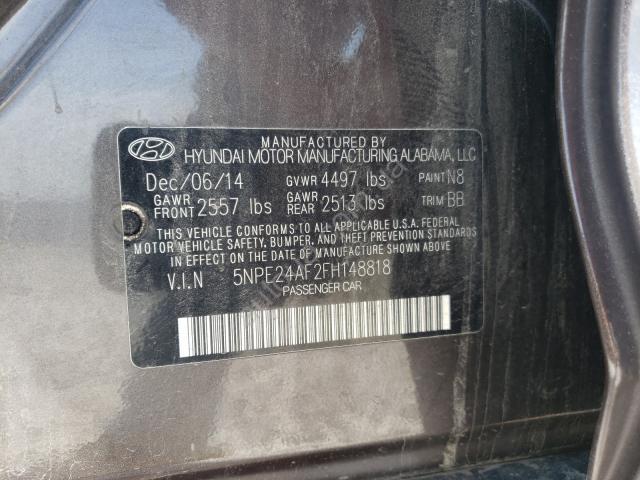 MANUFACTURED BY
HYUNDAI MOTOR MANUFACTURING ALABAMA, LLC
Dec/06/14 GVWR 4497 lbs PAINT N8
GAWR FRONT 2557 lbs GAWR REAR 2513 lbs TRIM BB
THIS VEHICLE CONFORMS TO ALL APPLICABLE U.S.A. FEDERAL
MOTOR VEHICLE SAFETY, BUMPER, AND THEFT PREVENTION
STANDARDS IN EFFECT ON THE DATE OF MANUFACTURE
SHOWN ABOVE.
V.I.N 5NPE24AF2FH148818
PASSENGER CAR